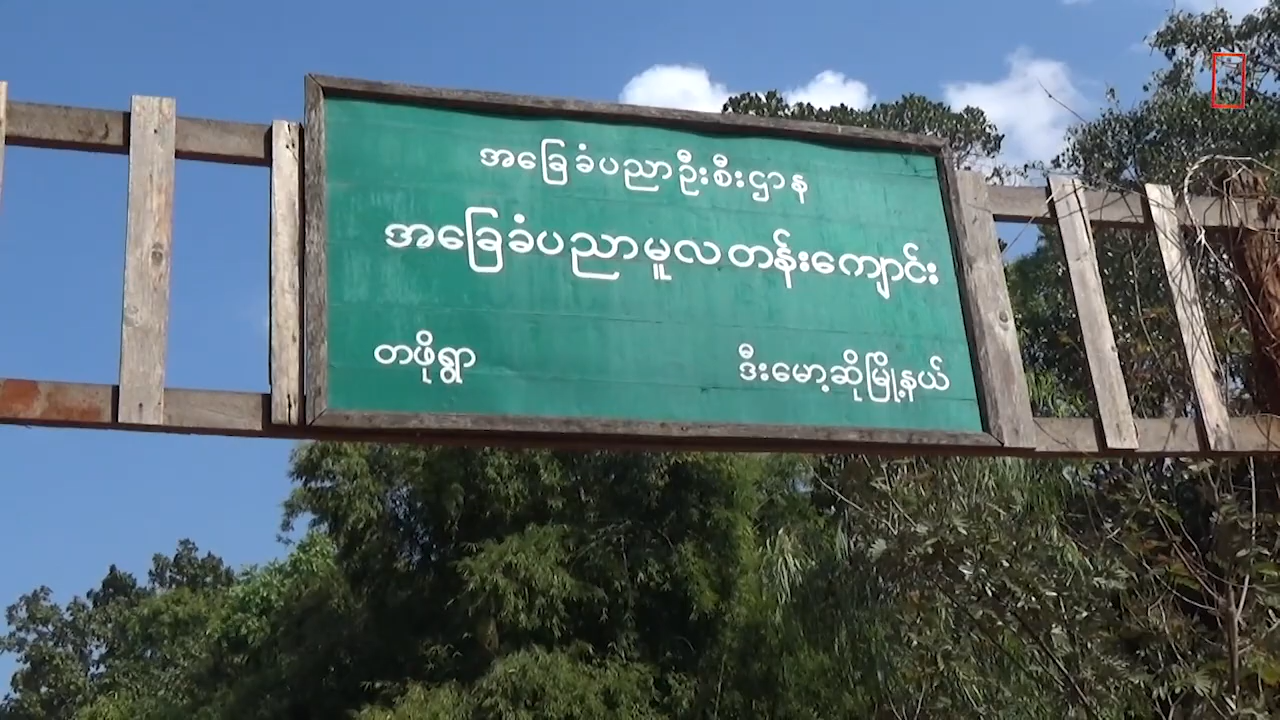 အခြေခံပညာဦးစီးဌာန
အခြေခံပညာမူလတန်းကျောင်း
တဖိုရွာ ဒီးမော့ဆိုမြို့နယ်